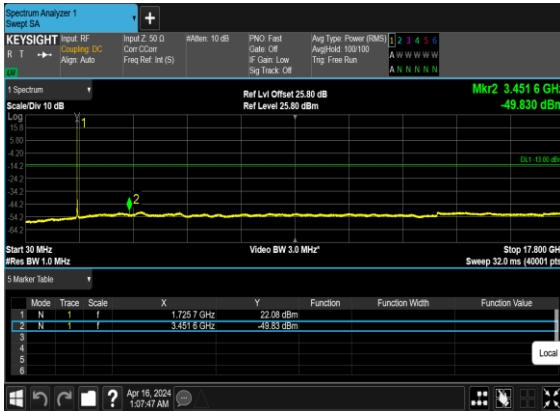 Spectrum Analyzer 1
Swept SA
+
KEYSIGHT
R T
Input: RF
Coupling: DC
Align: Auto
Input Z: 50 Ω
Corr CCorr
Freq Ref: Int (S)
#Atten: 10 dB
PNO: Fast
Gate: Off
IF Gain: Low
Sig Track: Off
Avg Type: Power (RMS)
Avg|Hold: 100/100
Trig: Free Run
1 2 3 4 5 6
A W W W W W
A N N N N N
1 Spectrum
Scale/Div 10 dB
Ref Lvl Offset 25.80 dB
Ref Level 25.80 dBm
Mkr2 3.451 6 GHz
-49.830 dBm
Log
15.8
5.80
-4.20
-14.2
-24.2
-34.2
-44.2
-54.2
-64.2
1
2
DL1 -13.00 dBm
Start 30 MHz
#Res BW 1.0 MHz
Video BW 3.0 MHz*
Stop 17.800 GH
Sweep 32.0 ms (40001 pts
5 Marker Table
Mode Trace Scale X Y Function Function Width Function Value
1 N 1 f 1.725 7 GHz 22.08 dBm
2 N 1 f 3.451 6 GHz -49.83 dBm
3
4
5
6
Local
?
Apr 16, 2024
1:07:47 AM